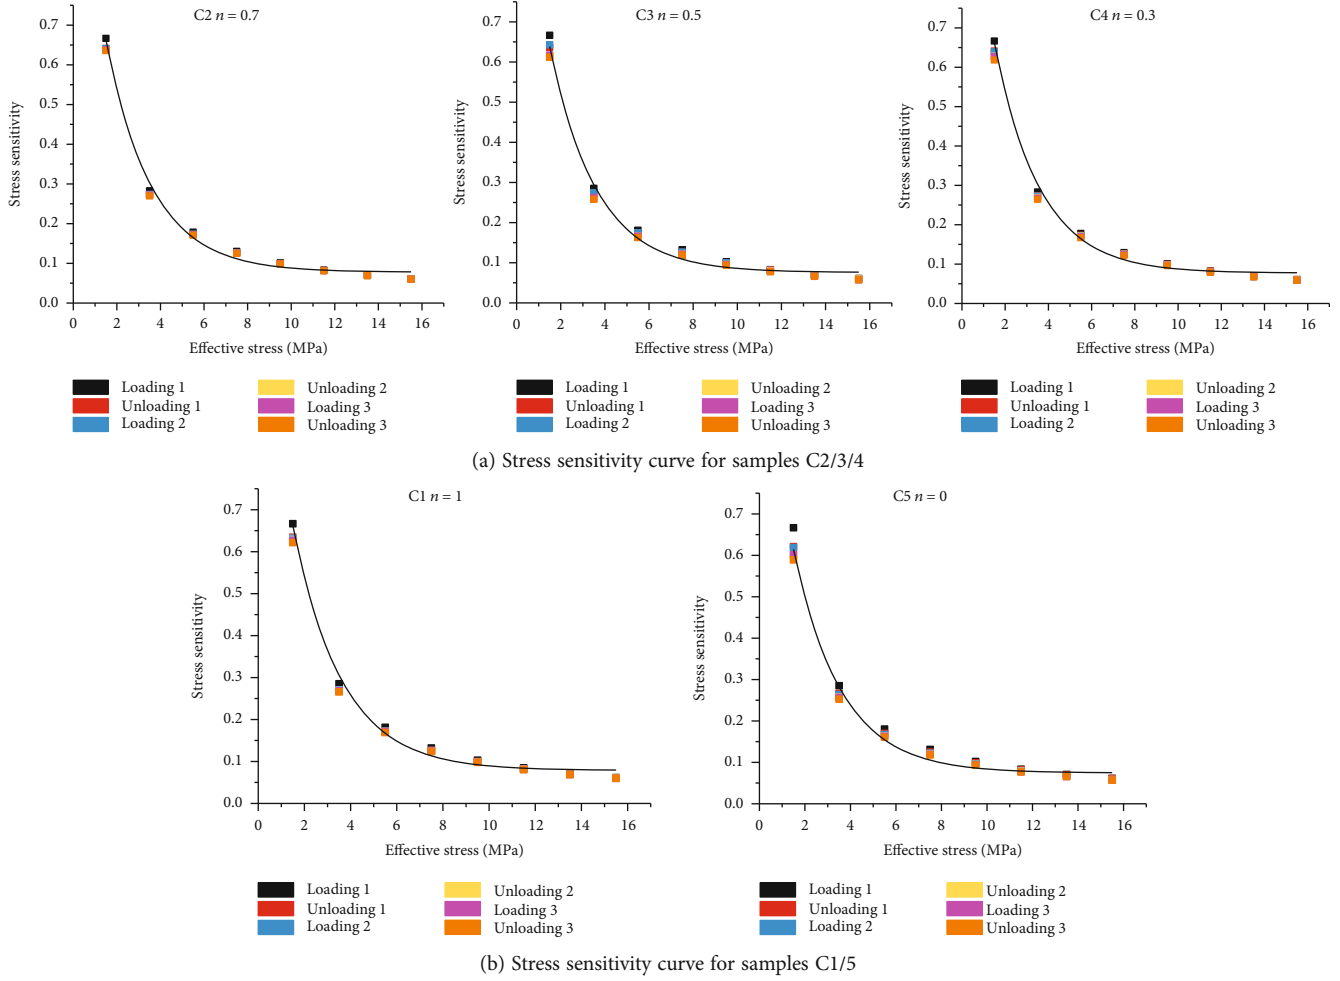 C2 n = 0.7
0.7
0.6
0.5
0.4
0.3
0.2
0.1
0.0
Stress sensitivity
0 2 4 6 8 10 12 14 16
Effective stress (MPa)
Loading 1
Unloading 1
Loading 2
Unloading 2
Loading 3
Unloading 3
C3 n = 0.5
0.7
0.6
0.5
0.4
0.3
0.2
0.1
0.0
Stress sensitivity
0 2 4 6 8 10 12 14 16
Effective stress (MPa)
Loading 1
Unloading 1
Loading 2
Unloading 2
Loading 3
Unloading 3
C4 n = 0.3
0.7
0.6
0.5
0.4
0.3
0.2
0.1
0.0
Stress sensitivity
0 2 4 6 8 10 12 14 16
Effective stress (MPa)
Loading 1
Unloading 1
Loading 2
Unloading 2
Loading 3
Unloading 3
(a) Stress sensitivity curve for samples C2/3/4
C1 n = 1
0.7
0.6
0.5
0.4
0.3
0.2
0.1
0.0
Stress sensitivity
0 2 4 6 8 10 12 14 16
Effective stress (MPa)
Loading 1
Unloading 1
Loading 2
Unloading 2
Loading 3
Unloading 3
C5 n = 0
0.7
0.6
0.5
0.4
0.3
0.2
0.1
0.0
Stress sensitivity
0 2 4 6 8 10 12 14 16
Effective stress (MPa)
Loading 1
Unloading 1
Loading 2
Unloading 2
Loading 3
Unloading 3
(b) Stress sensitivity curve for samples C1/5